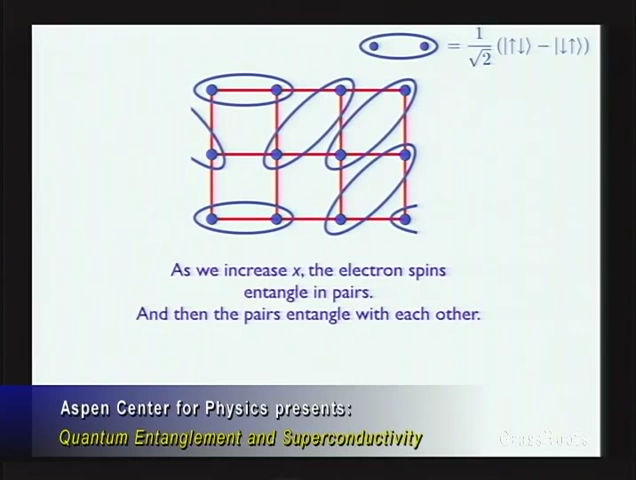 = 1/√2 (|↑↓⟩ − |↓↑⟩)
As we increase x, the electron spins
entangle in pairs.
And then the pairs entangle with each other.
Aspen Center for Physics presents:
Quantum Entanglement and Superconductivity
GrassRoots